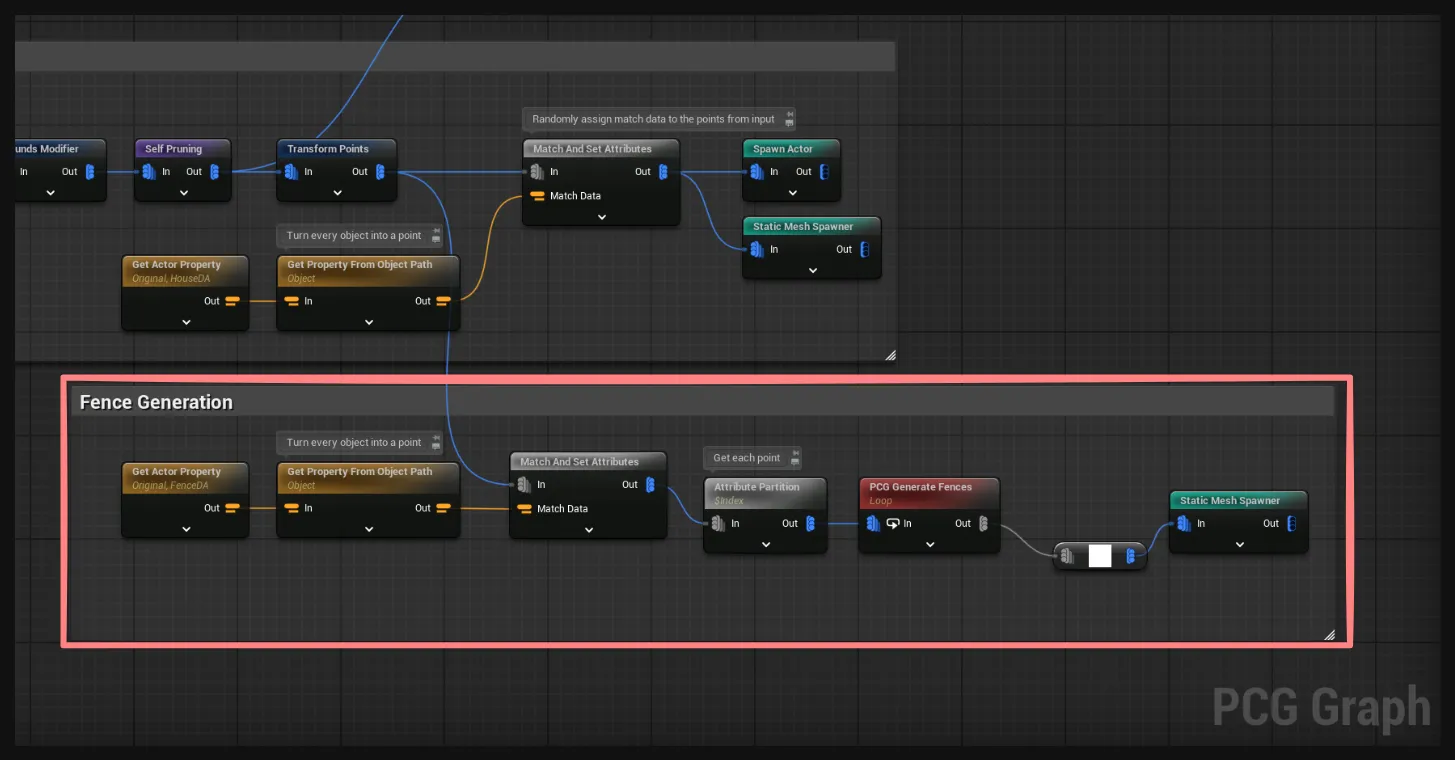 Randomly assign match data to the points from input
unds Modifier
In Out
Self Pruning
In Out
Transform Points
In Out
Match And Set Attributes
In Out
Match Data
Spawn Actor
In Out
Static Mesh Spawner
In Out
Turn every object into a point
Get Actor Property
Original, HouseDA
Out
Get Property From Object Path
Object
In Out
Fence Generation
Turn every object into a point
Get Actor Property
Original, FenceDA
Out
Get Property From Object Path
Object
In Out
Match And Set Attributes
In Out
Match Data
Get each point
Attribute Partition
$Index
In Out
PCG Generate Fences
Loop
In Out
Static Mesh Spawner
In Out
PCG Graph